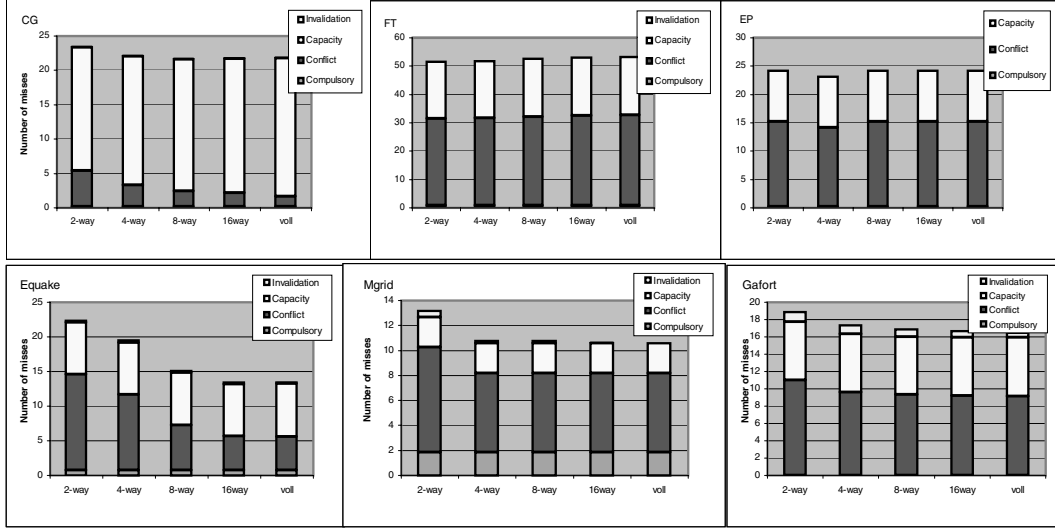 CG
Invalidation
Capacity
Conflict
Compulsory
Number of misses
25
20
15
10
5
0
2-way 4-way 8-way 16way voll
FT
Invalidation
Capacity
Conflict
Compulsory
60
50
40
30
20
10
0
2-way 4-way 8-way 16way voll
EP
Capacity
Conflict
Compulsory
30
25
20
15
10
5
0
2-way 4-way 8-way 16way voll
Equake
Invalidation
Capacity
Conflict
Compulsory
Number of misses
25
20
15
10
5
0
2-way 4-way 8-way 16way voll
Mgrid
Invalidation
Capacity
Conflict
Compulsory
Number of misses
14
12
10
8
6
4
2
0
2-way 4-way 8-way 16way voll
Gafort
Invalidation
Capacity
Conflict
Compulsory
Number of misses
20
18
16
14
12
10
8
6
4
2
0
2-way 4-way 8-way 16way voll